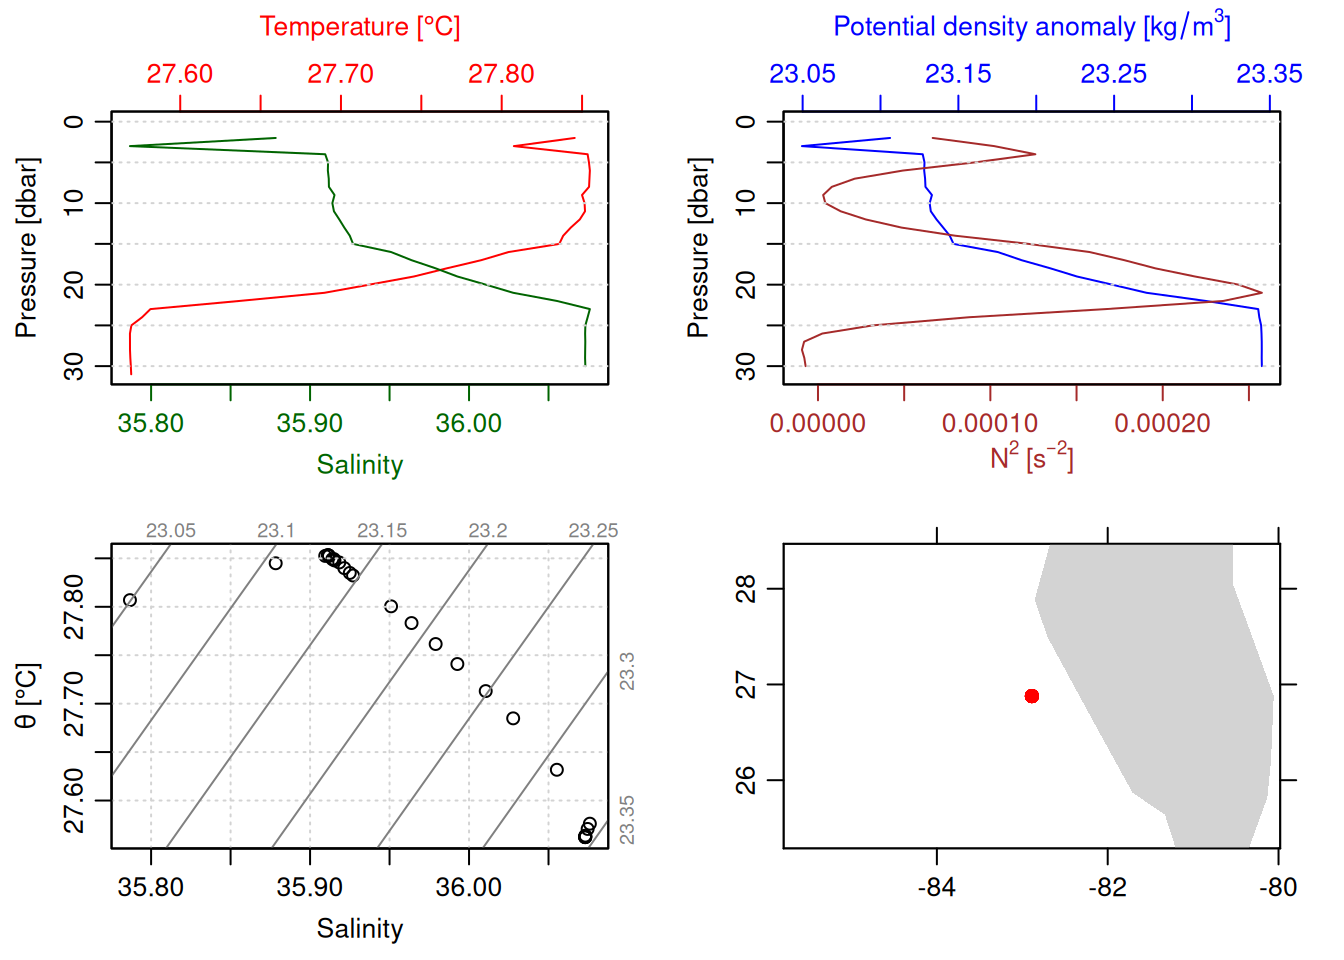 Temperature [°C]
27.60 27.70 27.80
0
10
20
30
Pressure [dbar]
35.80 35.90 36.00
Salinity
Potential density anomaly [kg/m³]
23.05 23.15 23.25 23.35
0
10
20
30
Pressure [dbar]
0.00000 0.00010 0.00020
N² [s⁻²]
23.05 23.1 23.15 23.2 23.25
23.3
23.35
27.80
27.70
27.60
θ [°C]
35.80 35.90 36.00
Salinity
28
27
26
-84 -82 -80